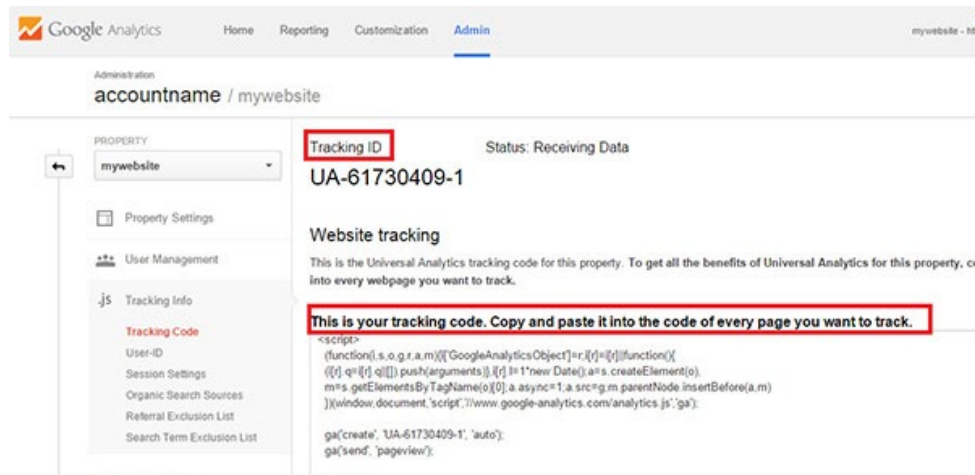 Google Analytics
Home Reporting Customization Admin
mywebsite - ht
Administration
accountname / mywebsite
PROPERTY
mywebsite
Property Settings
User Management
.js Tracking Info
Tracking Code
User-ID
Session Settings
Organic Search Sources
Referral Exclusion List
Search Term Exclusion List
Tracking ID
Status: Receiving Data
UA-61730409-1
Website tracking
This is the Universal Analytics tracking code for this property. To get all the benefits of Universal Analytics for this property, c
into every webpage you want to track.
This is your tracking code. Copy and paste it into the code of every page you want to track.
<script>
(function(i,s,o,g,r,a,m){i['GoogleAnalyticsObject']=r;i[r]=i[r]||function(){
(i[r].q=i[r].q||[]).push(arguments)},i[r].l=1*new Date();a=s.createElement(o),
m=s.getElementsByTagName(o)[0];a.async=1;a.src=g;m.parentNode.insertBefore(a,m)
})(window,document,'script','//www.google-analytics.com/analytics.js','ga');
ga('create', 'UA-61730409-1', 'auto');
ga('send', 'pageview');